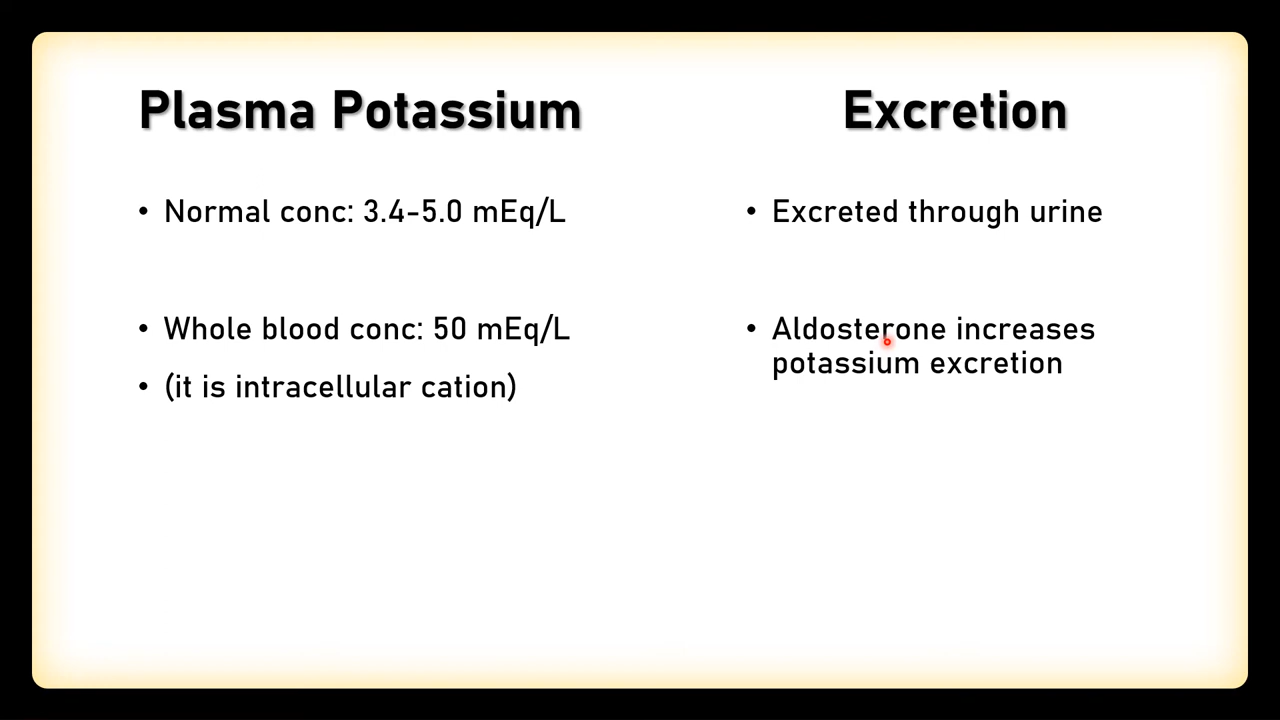 Plasma Potassium
• Normal conc: 3.4-5.0 mEq/L
• Whole blood conc: 50 mEq/L
• (it is intracellular cation)
Excretion
• Excreted through urine
• Aldosterone increases
potassium excretion